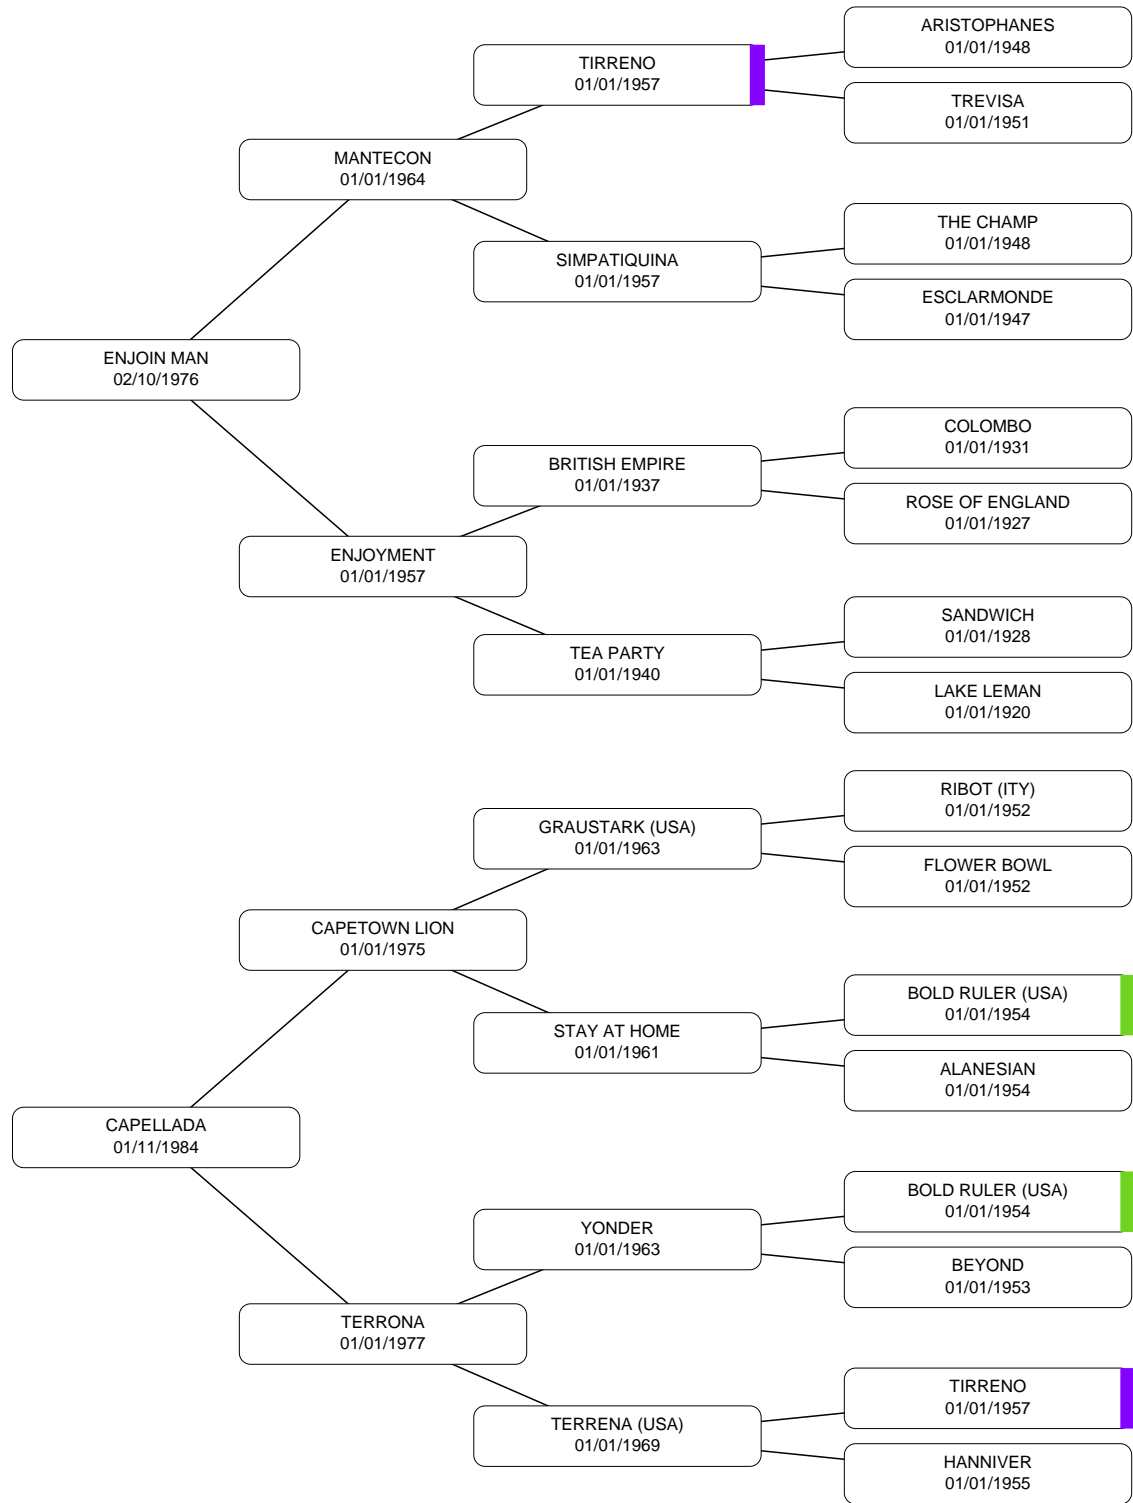 ARISTOPHANES
01/01/1948
TIRRENO
01/01/1957
TREVISA
01/01/1951
MANTECON
01/01/1964
THE CHAMP
01/01/1948
SIMPATIQUINA
01/01/1957
ESCLARMONDE
01/01/1947
ENJOIN MAN
02/10/1976
COLOMBO
01/01/1931
BRITISH EMPIRE
01/01/1937
ROSE OF ENGLAND
01/01/1927
ENJOYMENT
01/01/1957
SANDWICH
01/01/1928
TEA PARTY
01/01/1940
LAKE LEMAN
01/01/1920
RIBOT (ITY)
01/01/1952
GRAUSTARK (USA)
01/01/1963
FLOWER BOWL
01/01/1952
CAPETOWN LION
01/01/1975
BOLD RULER (USA)
01/01/1954
STAY AT HOME
01/01/1961
ALANESIAN
01/01/1954
CAPELLADA
01/11/1984
BOLD RULER (USA)
01/01/1954
YONDER
01/01/1963
BEYOND
01/01/1953
TERRONA
01/01/1977
TIRRENO
01/01/1957
TERRENA (USA)
01/01/1969
HANNIVER
01/01/1955